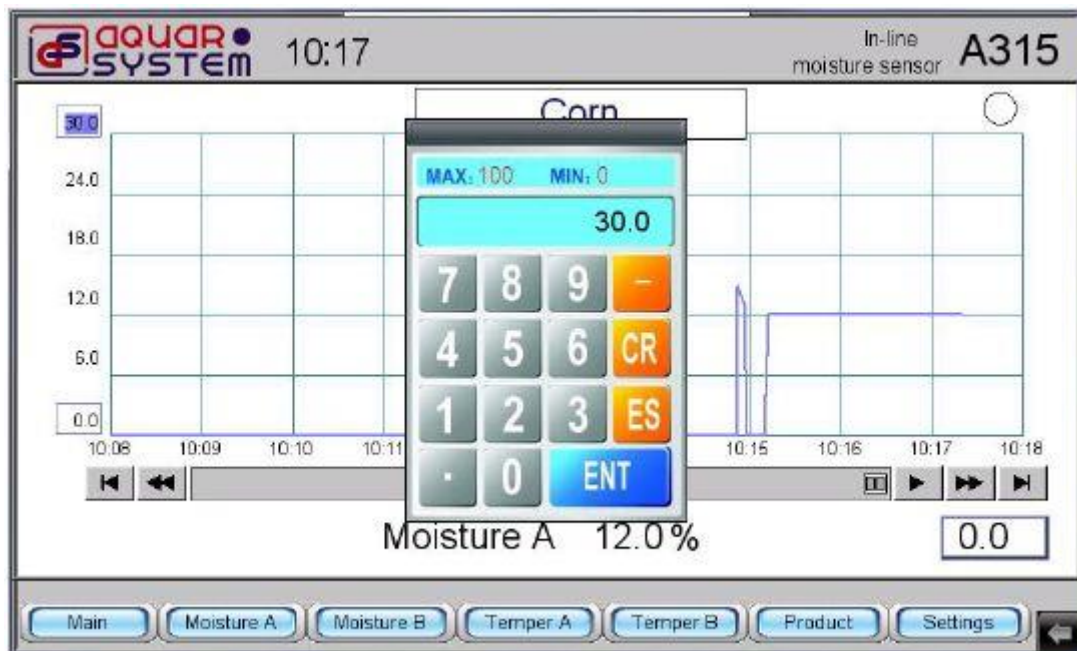 aquar
system
10:17
In-line
moisture sensor
A315
Corn
30.0
24.0
18.0
12.0
6.0
0.0
MAX: 100 MIN: 0
30.0
7 8 9 -
4 5 6 CR
1 2 3 ES
. 0 ENT
10:08 10:09 10:10 10:11 10:15 10:16 10:17 10:18
Moisture A 12.0 %
0.0
Main Moisture A Moisture B Temper A Temper B Product Settings